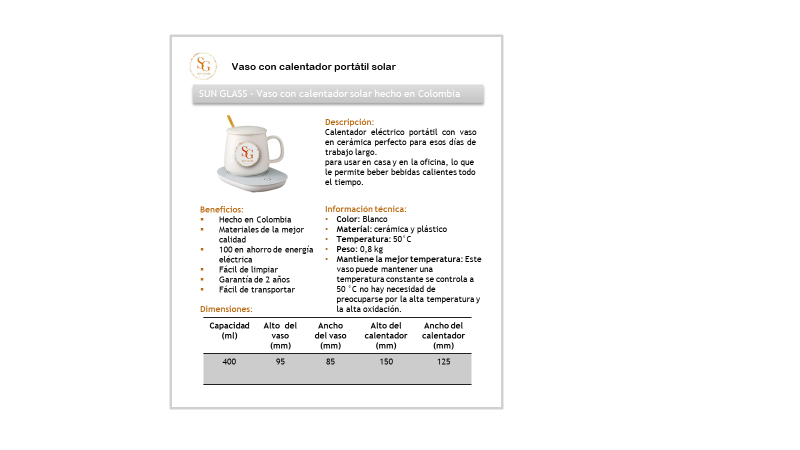 SG
Vaso con calentador portátil solar
SUN GLASS - Vaso con calentador solar hecho en Colombia
SG
Descripción:
Calentador eléctrico portátil con vaso
en cerámica perfecto para esos días de
trabajo largo.
para usar en casa y en la oficina, lo que
le permite beber bebidas calientes todo
el tiempo.
Beneficios:
▪ Hecho en Colombia
▪ Materiales de la mejor
calidad
▪ 100 en ahorro de energía
eléctrica
▪ Fácil de limpiar
▪ Garantía de 2 años
▪ Fácil de transportar
Información técnica:
• Color: Blanco
• Material: cerámica y plástico
• Temperatura: 50°C
• Peso: 0,8 kg
• Mantiene la mejor temperatura: Este
vaso puede mantener una
temperatura constante se controla a
50 °C no hay necesidad de
preocuparse por la alta temperatura y
la alta oxidación.
Dimensiones:
Capacidad (ml) Alto del vaso (mm) Ancho del vaso (mm) Alto del calentador (mm) Ancho del calentador (mm)
400 95 85 150 125